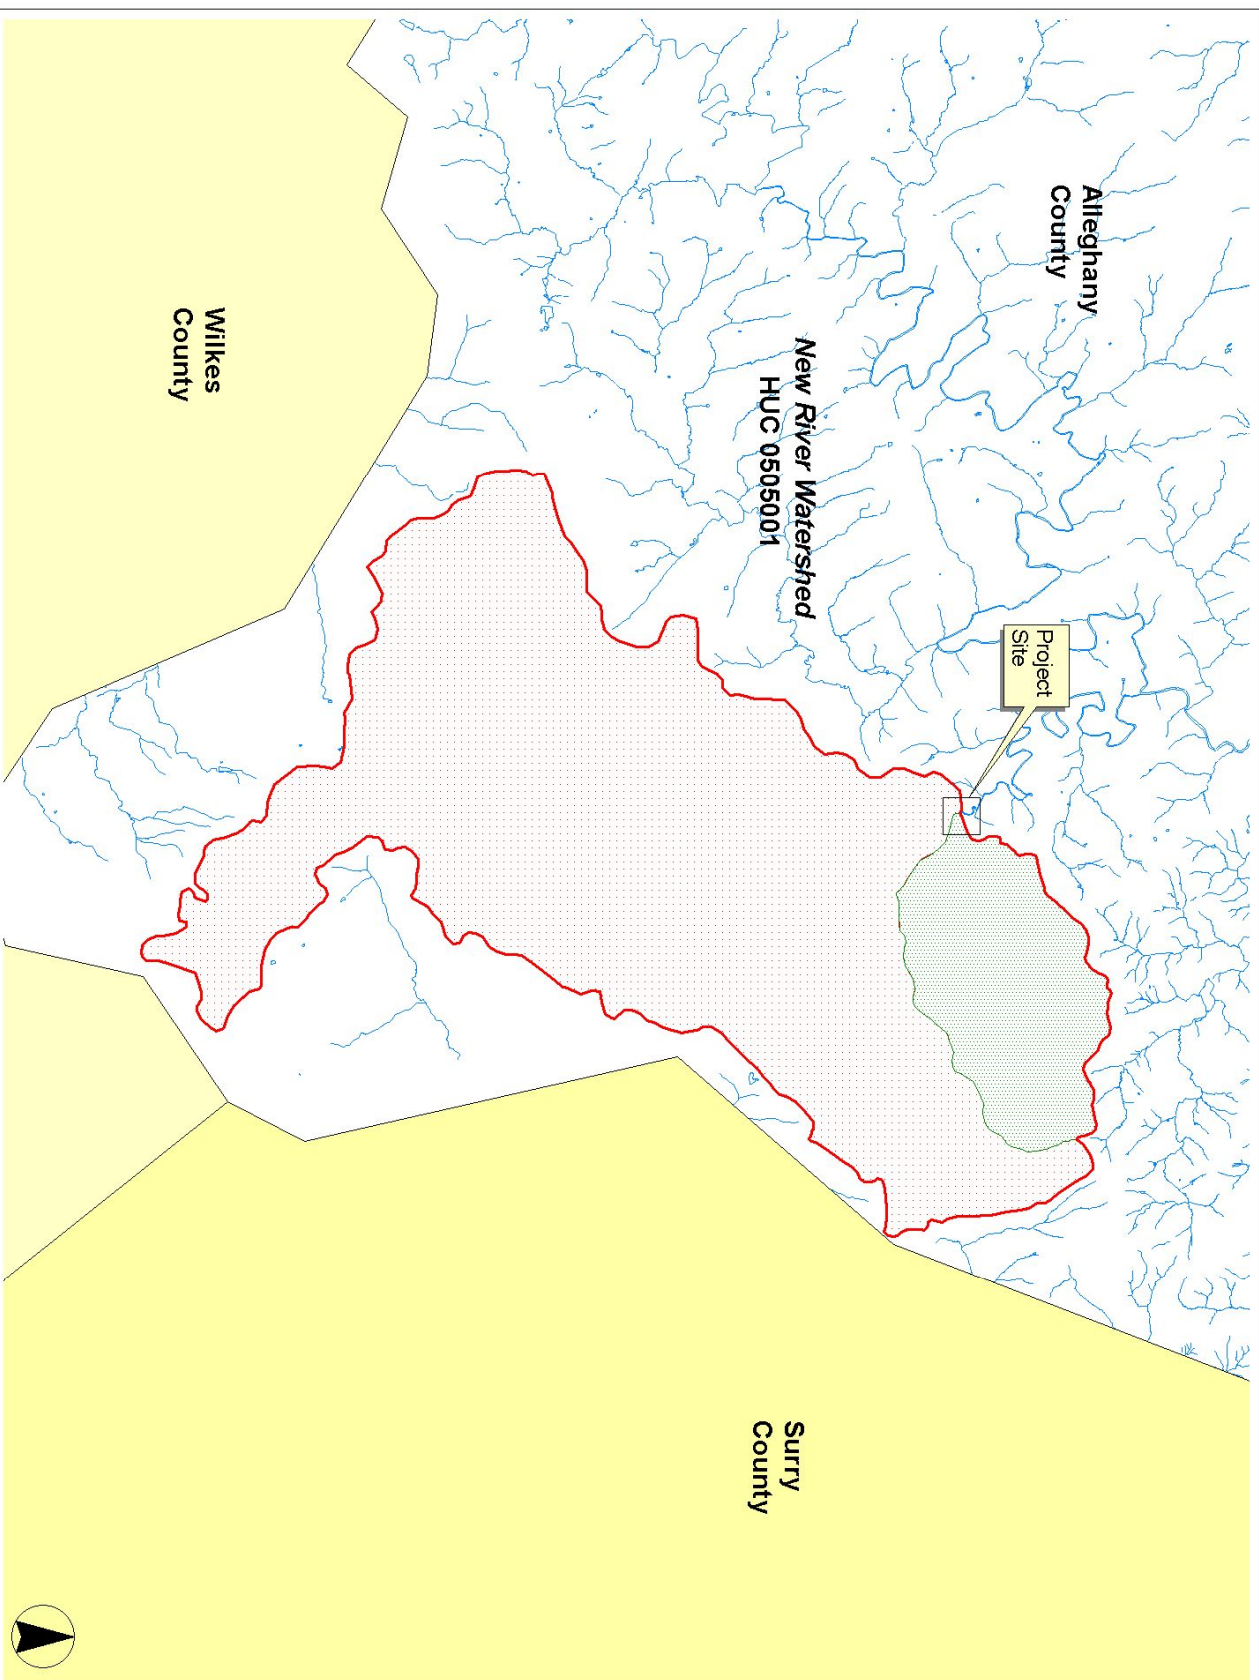 Alleghany
County
New River Watershed
HUC 0505001
Project
Site
Wilkes
County
Surry
County